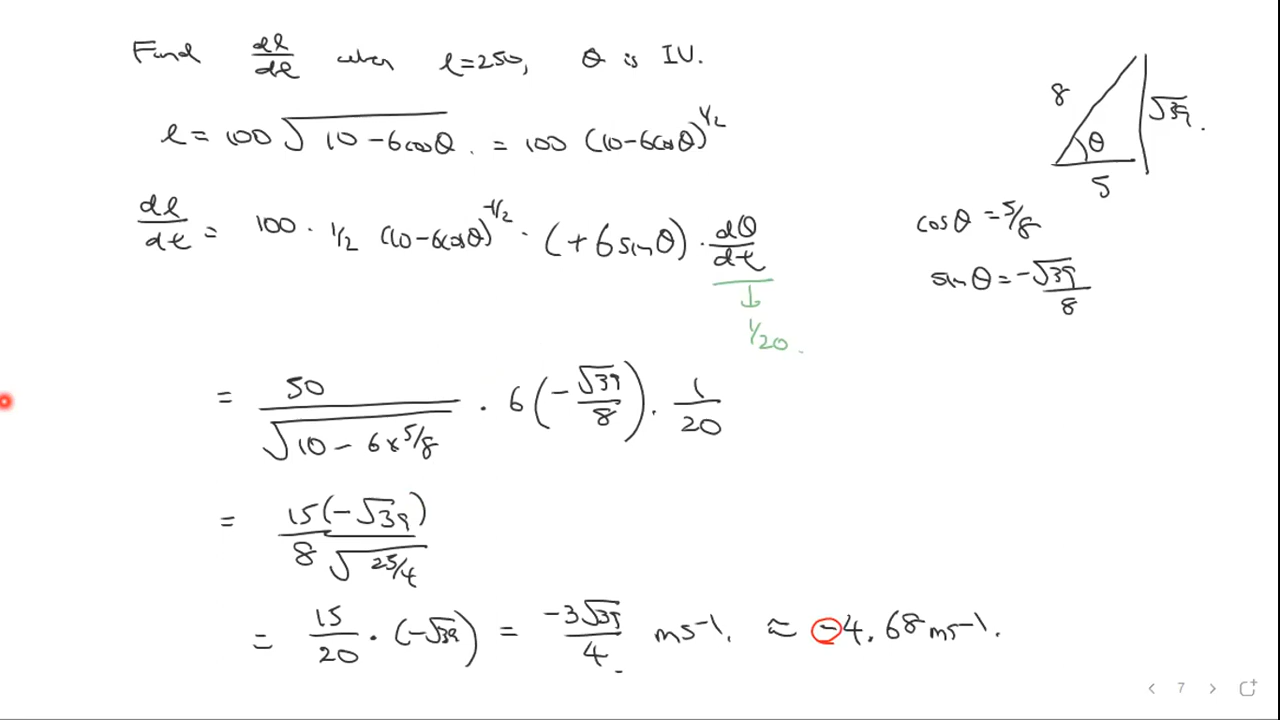 Find dl/dt when l=250, θ is IV.
l = 100√(10-6cosθ). = 100 (10-6cosθ)^1/2
dl/dt = 100 · 1/2 (10-6cosθ)^-1/2 · (+6sinθ) · dθ/dt
↓
1/20.
8
θ
√39.
5
cosθ = 5/8
sinθ = -√39/8
= 50/√(10 - 6×5/8) · 6(-√39/8) · 1/20
= 15(-√39)/8√(25/4)
= 15/20 · (-√39) = -3√39/4 ms⁻¹. ≈ -4.68ms⁻¹.
< 7 >